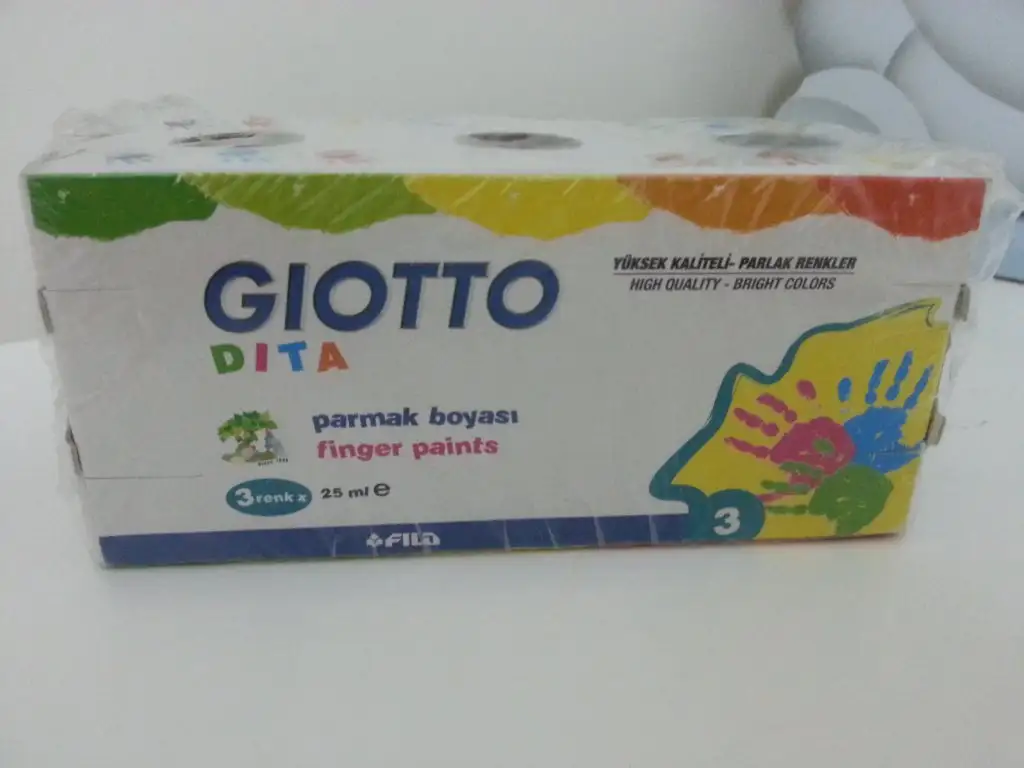 GIOTTO
DITA
YÜKSEK KALİTELİ- PARLAK RENKLER
HIGH QUALITY - BRIGHT COLORS
parmak boyası
finger paints
3 renk x 25 ml e
3
FILA